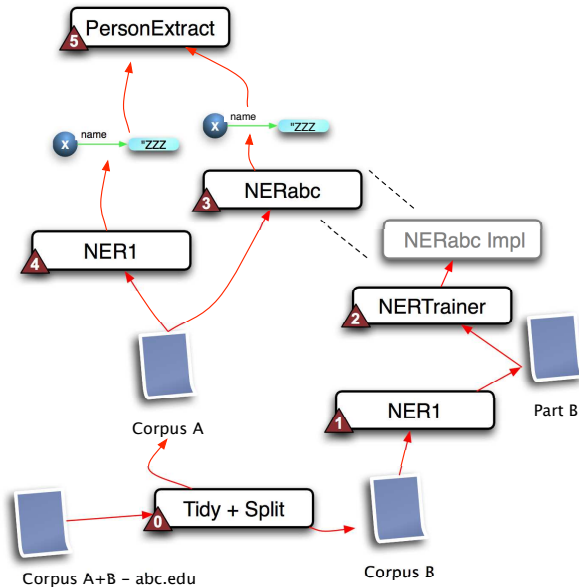 PersonExtract
5
name
X
"ZZZ
name
X
"ZZZ
NERabc
3
NER1
4
NERabc Impl
NERTrainer
2
Part B
NER1
1
Corpus A
Tidy + Split
0
Corpus B
Corpus A+B – abc.edu